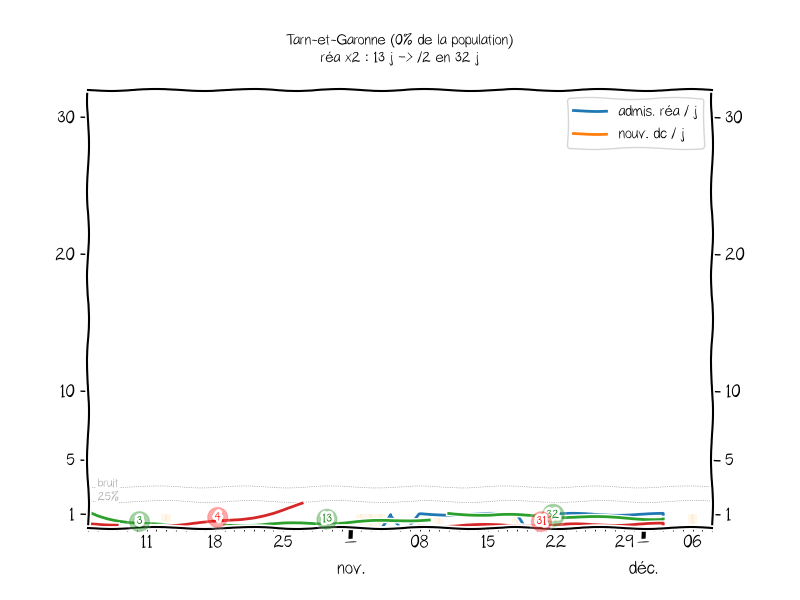 Tarn-et-Garonne (0% de la population)
réa x2 : 13 j -> /2 en 32 j
admis. réa / j
nouv. dc / j
30 30
20 20
10 10
5 5
bruit
25%
1 1
3 4 13 31 32
11 18 25 08 15 22 29 06
nov. déc.